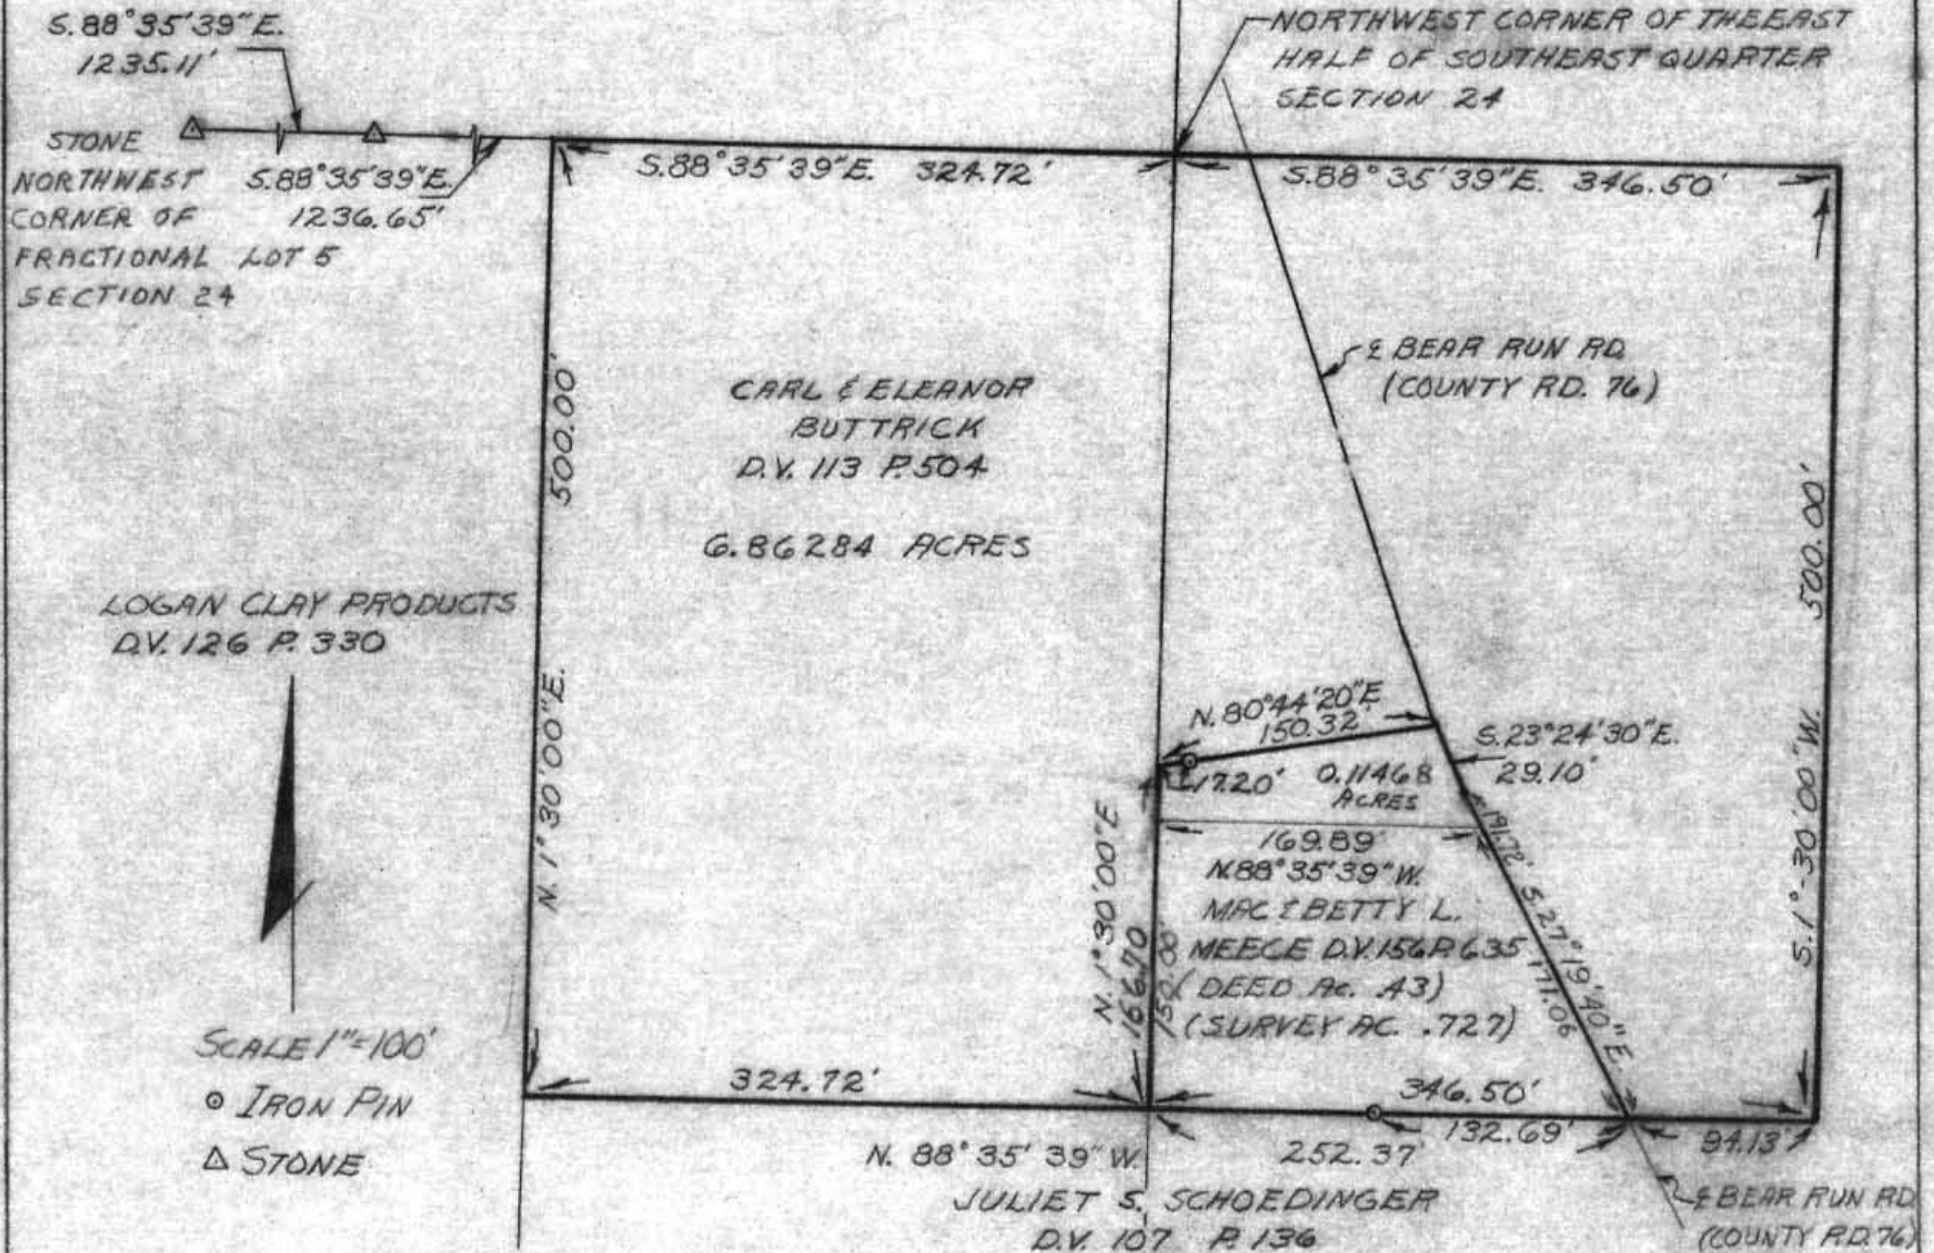 S.88°35'39"E.
1235.11'
NORTHWEST CORNER OF THE EAST
HALF OF SOUTHEAST QUARTER
SECTION 24
STONE
NORTHWEST
CORNER OF
FRACTIONAL LOT 5
SECTION 24
S.88°35'39"E.
1236.65'
S.88°35'39"E. 324.72'
S.88°35'39"E. 346.50'
℄ BEAR RUN RD.
(COUNTY RD. 76)
CARL & ELEANOR
BUTTRICK
D.V. 113 P.504
6.86284 ACRES
500.00'
N.1°30'00"E.
500.00'
S.1°-30'00"W.
LOGAN CLAY PRODUCTS
D.V. 126 P. 330
N.80°44'20"E
150.32'
S.23°24'30"E.
29.10'
17.20'
0.11468
ACRES
169.89'
N.88°35'39"W.
MAC & BETTY L.
MEECE D.V.156 P.635
(DEED Ac. .43)
(SURVEY AC. .727)
N.1°30'00"E
166.70
150.00'
191.72' S.27°19'40"E.
171.06
SCALE 1"=100'
IRON PIN
STONE
324.72'
346.50'
132.69'
252.37'
94.13'
N. 88°35'39"W.
JULIET S. SCHOEDINGER
D.V. 107 P. 136
℄ BEAR RUN RD
(COUNTY RD. 76)